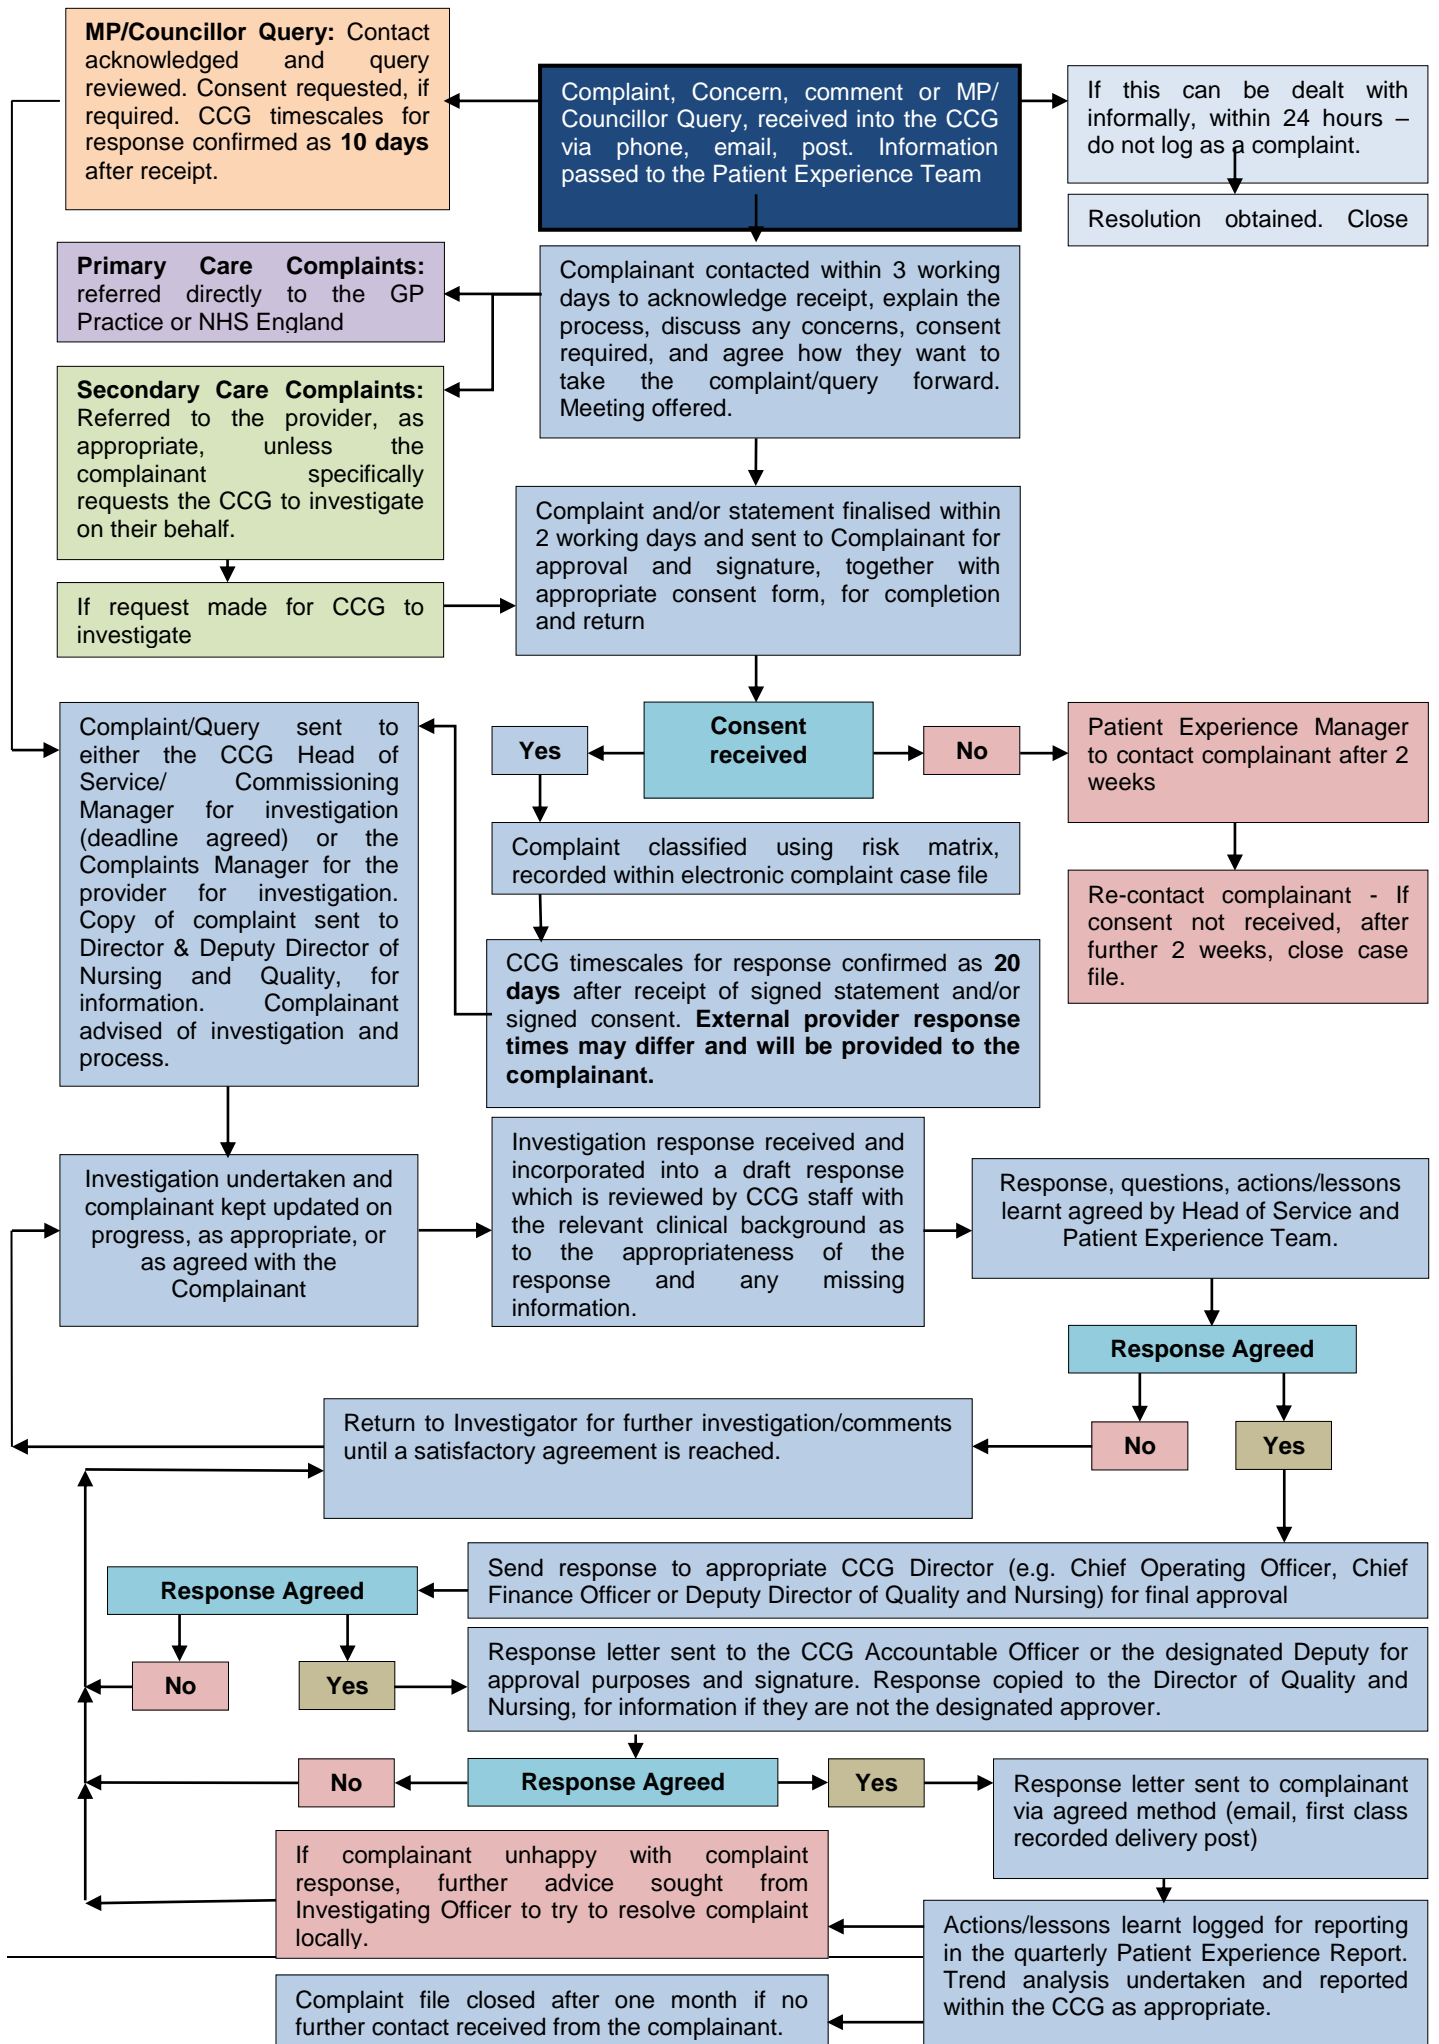 MP/Councillor Query: Contact
acknowledged and query
reviewed. Consent requested, if
required. CCG timescales for
response confirmed as 10 days
after receipt.
Complaint, Concern, comment or MP/
Councillor Query, received into the CCG
via phone, email, post. Information
passed to the Patient Experience Team
If this can be dealt with
informally, within 24 hours –
do not log as a complaint.
Resolution obtained. Close
Primary Care Complaints:
referred directly to the GP
Practice or NHS England
Complainant contacted within 3 working
days to acknowledge receipt, explain the
process, discuss any concerns, consent
required, and agree how they want to
take the complaint/query forward.
Meeting offered.
Secondary Care Complaints:
Referred to the provider, as
appropriate, unless the
complainant specifically
requests the CCG to investigate
on their behalf.
If request made for CCG to
investigate
Complaint and/or statement finalised within
2 working days and sent to Complainant for
approval and signature, together with
appropriate consent form, for completion
and return
Consent
received
Yes
No
Patient Experience Manager
to contact complainant after 2
weeks
Re-contact complainant - If
consent not received, after
further 2 weeks, close case
file.
Complaint classified using risk matrix,
recorded within electronic complaint case file
CCG timescales for response confirmed as 20
days after receipt of signed statement and/or
signed consent. External provider response
times may differ and will be provided to the
complainant.
Complaint/Query sent to
either the CCG Head of
Service/ Commissioning
Manager for investigation
(deadline agreed) or the
Complaints Manager for the
provider for investigation.
Copy of complaint sent to
Director & Deputy Director of
Nursing and Quality, for
information. Complainant
advised of investigation and
process.
Investigation undertaken and
complainant kept updated on
progress, as appropriate, or
as agreed with the
Complainant
Investigation response received and
incorporated into a draft response
which is reviewed by CCG staff with
the relevant clinical background as
to the appropriateness of the
response and any missing
information.
Response, questions, actions/lessons
learnt agreed by Head of Service and
Patient Experience Team.
Response Agreed
No
Yes
Return to Investigator for further investigation/comments
until a satisfactory agreement is reached.
Send response to appropriate CCG Director (e.g. Chief Operating Officer, Chief
Finance Officer or Deputy Director of Quality and Nursing) for final approval
Response Agreed
No
Yes
Response letter sent to the CCG Accountable Officer or the designated Deputy for
approval purposes and signature. Response copied to the Director of Quality and
Nursing, for information if they are not the designated approver.
No
Response Agreed
Yes
Response letter sent to complainant
via agreed method (email, first class
recorded delivery post)
If complainant unhappy with complaint
response, further advice sought from
Investigating Officer to try to resolve complaint
locally.
Actions/lessons learnt logged for reporting
in the quarterly Patient Experience Report.
Trend analysis undertaken and reported
within the CCG as appropriate.
Complaint file closed after one month if no
further contact received from the complainant.